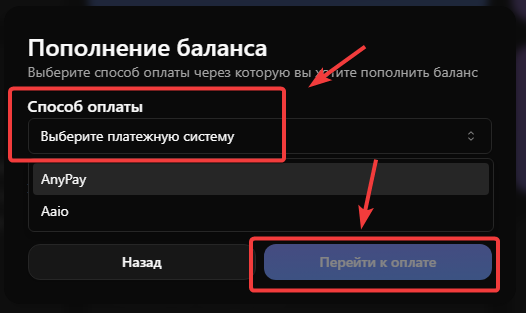 Пополнение баланса
Выберите способ оплаты через которую вы хотите пополнить баланс
Способ оплаты
Выберите платежную систему
AnyPay
Aaio
Назад
Перейти к оплате